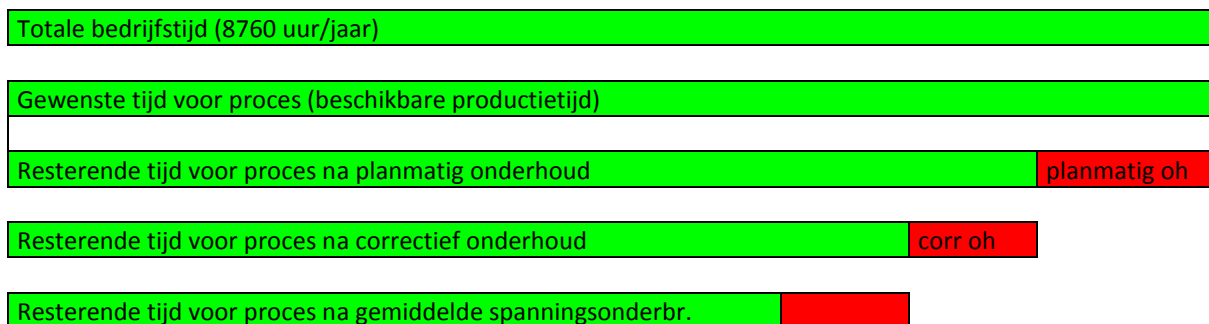 Totale bedrijfstijd (8760 uur/jaar)
Gewenste tijd voor proces (beschikbare productietijd)
Resterende tijd voor proces na planmatig onderhoud planmatig oh
Resterende tijd voor proces na correctief onderhoud corr oh
Resterende tijd voor proces na gemiddelde spanningsonderbr.